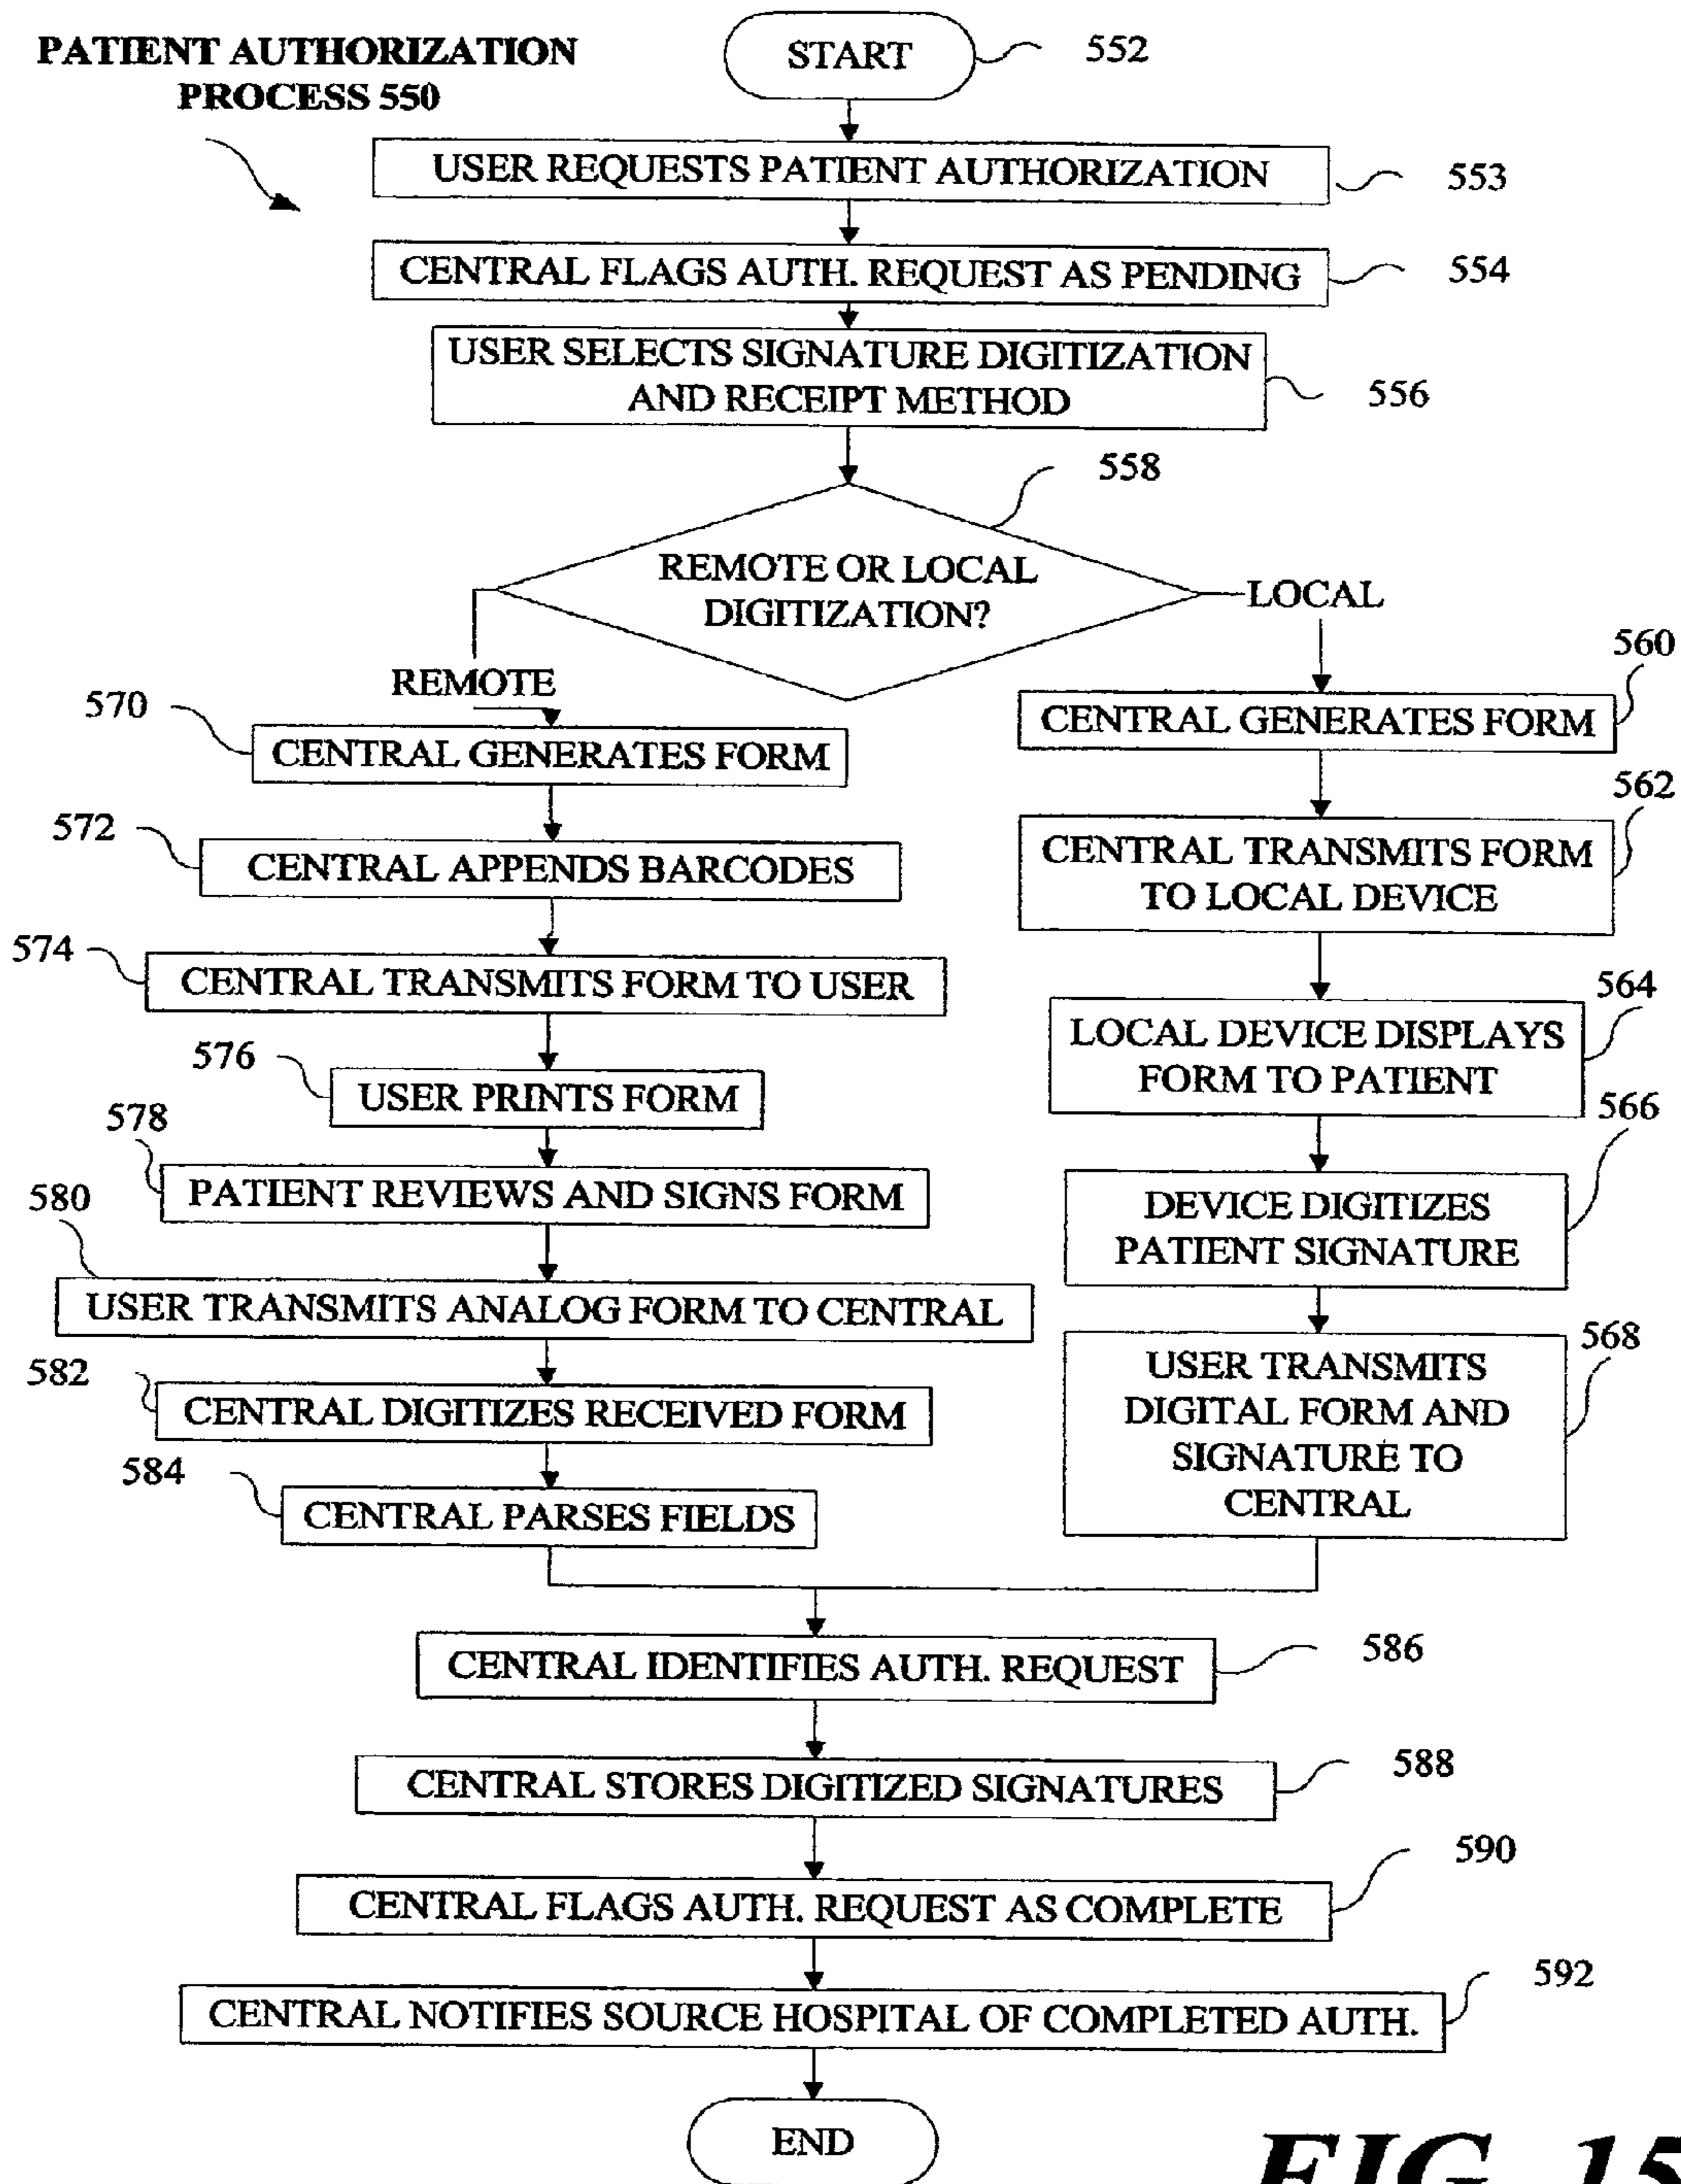 PATIENT AUTHORIZATION
PROCESS 550
START
552
USER REQUESTS PATIENT AUTHORIZATION
553
CENTRAL FLAGS AUTH. REQUEST AS PENDING
554
USER SELECTS SIGNATURE DIGITIZATION
AND RECEIPT METHOD
556
558
REMOTE OR LOCAL
DIGITIZATION?
LOCAL
REMOTE
570
CENTRAL GENERATES FORM
572
CENTRAL APPENDS BARCODES
574
CENTRAL TRANSMITS FORM TO USER
576
USER PRINTS FORM
578
PATIENT REVIEWS AND SIGNS FORM
580
USER TRANSMITS ANALOG FORM TO CENTRAL
582
CENTRAL DIGITIZES RECEIVED FORM
584
CENTRAL PARSES FIELDS
560
CENTRAL GENERATES FORM
562
CENTRAL TRANSMITS FORM
TO LOCAL DEVICE
564
LOCAL DEVICE DISPLAYS
FORM TO PATIENT
566
DEVICE DIGITIZES
PATIENT SIGNATURE
568
USER TRANSMITS
DIGITAL FORM AND
SIGNATURE TO
CENTRAL
CENTRAL IDENTIFIES AUTH. REQUEST
586
CENTRAL STORES DIGITIZED SIGNATURES
588
CENTRAL FLAGS AUTH. REQUEST AS COMPLETE
590
CENTRAL NOTIFIES SOURCE HOSPITAL OF COMPLETED AUTH.
592
END
FIG. 15